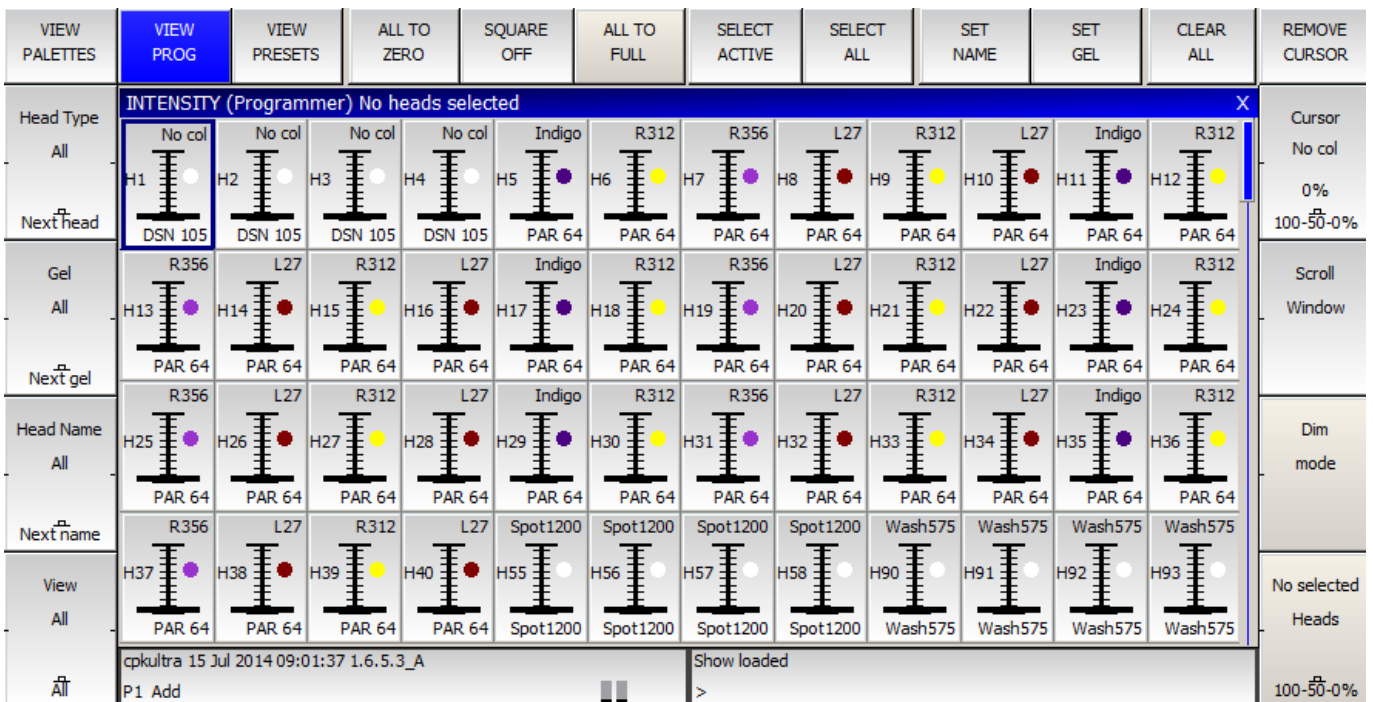 VIEW PALETTES
VIEW PROG
VIEW PRESETS
ALL TO ZERO
SQUARE OFF
ALL TO FULL
SELECT ACTIVE
SELECT ALL
SET NAME
SET GEL
CLEAR ALL
REMOVE CURSOR
Head Type
All
Next head
Gel
All
Next gel
Head Name
All
Next name
View
All
All
INTENSITY (Programmer) No heads selected X
No col No col No col No col Indigo R312 R356 L27 R312 L27 Indigo R312
H1 H2 H3 H4 H5 H6 H7 H8 H9 H10 H11 H12
DSN 105 DSN 105 DSN 105 DSN 105 PAR 64 PAR 64 PAR 64 PAR 64 PAR 64 PAR 64 PAR 64 PAR 64
R356 L27 R312 L27 Indigo R312 R356 L27 R312 L27 Indigo R312
H13 H14 H15 H16 H17 H18 H19 H20 H21 H22 H23 H24
PAR 64 PAR 64 PAR 64 PAR 64 PAR 64 PAR 64 PAR 64 PAR 64 PAR 64 PAR 64 PAR 64 PAR 64
R356 L27 R312 L27 Indigo R312 R356 L27 R312 L27 Indigo R312
H25 H26 H27 H28 H29 H30 H31 H32 H33 H34 H35 H36
PAR 64 PAR 64 PAR 64 PAR 64 PAR 64 PAR 64 PAR 64 PAR 64 PAR 64 PAR 64 PAR 64 PAR 64
R356 L27 R312 L27 Spot1200 Spot1200 Spot1200 Spot1200 Wash575 Wash575 Wash575 Wash575
H37 H38 H39 H40 H55 H56 H57 H58 H90 H91 H92 H93
PAR 64 PAR 64 PAR 64 PAR 64 Spot1200 Spot1200 Spot1200 Spot1200 Wash575 Wash575 Wash575 Wash575
cpkultra 15 Jul 2014 09:01:37 1.6.5.3_A
P1 Add
Show loaded
>
Cursor
No col
0%
100-50-0%
Scroll
Window
Dim
mode
No selected
Heads
100-50-0%